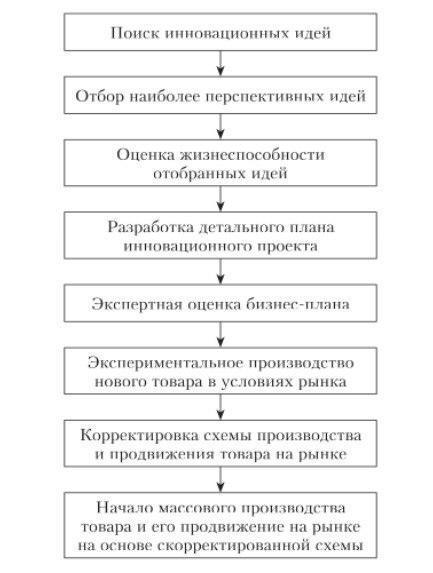 Поиск инновационных идей
Отбор наиболее перспективных идей
Оценка жизнеспособности
отобранных идей
Разработка детального плана
инновационного проекта
Экспертная оценка бизнес-плана
Экспериментальное производство
нового товара в условиях рынка
Корректировка схемы производства
и продвижения товара на рынке
Начало массового производства
товара и его продвижение на рынке
на основе скорректированной схемы